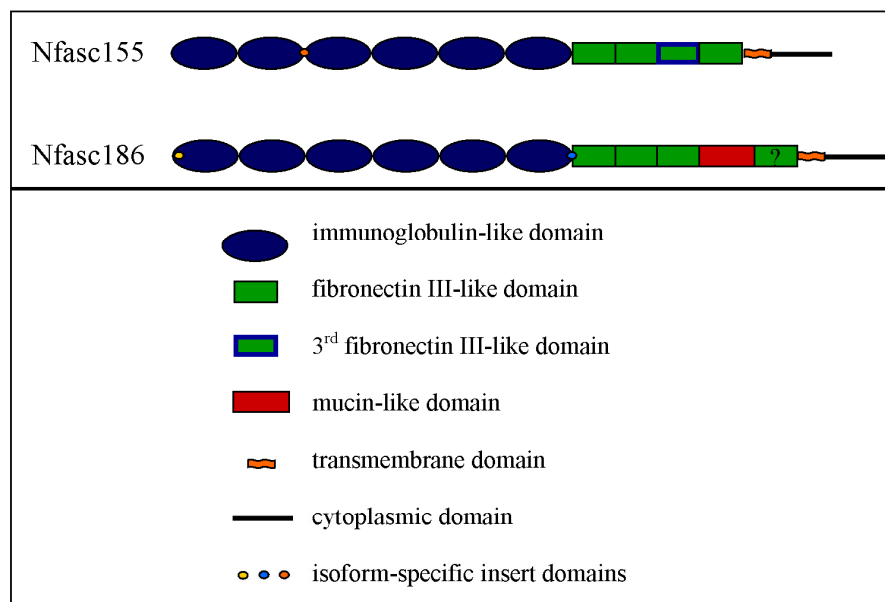 Nfasc155
Nfasc186
?
immunoglobulin-like domain
fibronectin III-like domain
3rd fibronectin III-like domain
mucin-like domain
transmembrane domain
cytoplasmic domain
isoform-specific insert domains